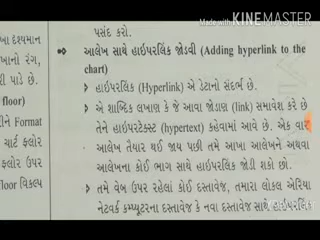 પસંદ કરો.
Made with KINEMASTER
ખા દૃશ્યમાન
આલેખ સાથે હાઇપરલિંક જોડવી (Adding hyperlink to the
ખાનો રંગ,
chart)
ી પાડે છે.
હાઇપરલિંક (Hyperlink) એ ડેટાનો સંદર્ભ છે.
floor)
એ શાબ્દિક લખાણ કે જે આવા જોડાણ (link) સમાવેશ કરે છે
ીને Format
તેને હાઇપરટેક્સ્ટ (hypertext) કહેવામાં આવે છે. એક વાર
ચાર્ટ ફ્લોર
આલેખ તૈયાર થઈ જાય પછી તમે આખા આલેખને અથવા
ફ્લોર ઉપર
આલેખના કોઈ ભાગ સાથે હાઇપરલિંક જોડી શકો છો.
floor વિકલ્પ
તમે વેબ ઉપર રહેલાં કોઈ દસ્તાવેજ, તમારા લોકલ એરિયા
નેટવર્ક કમ્પ્યૂટરના દસ્તાવેજ કે નવા દસ્તાવેજ સાથે હાઇપરલિંક